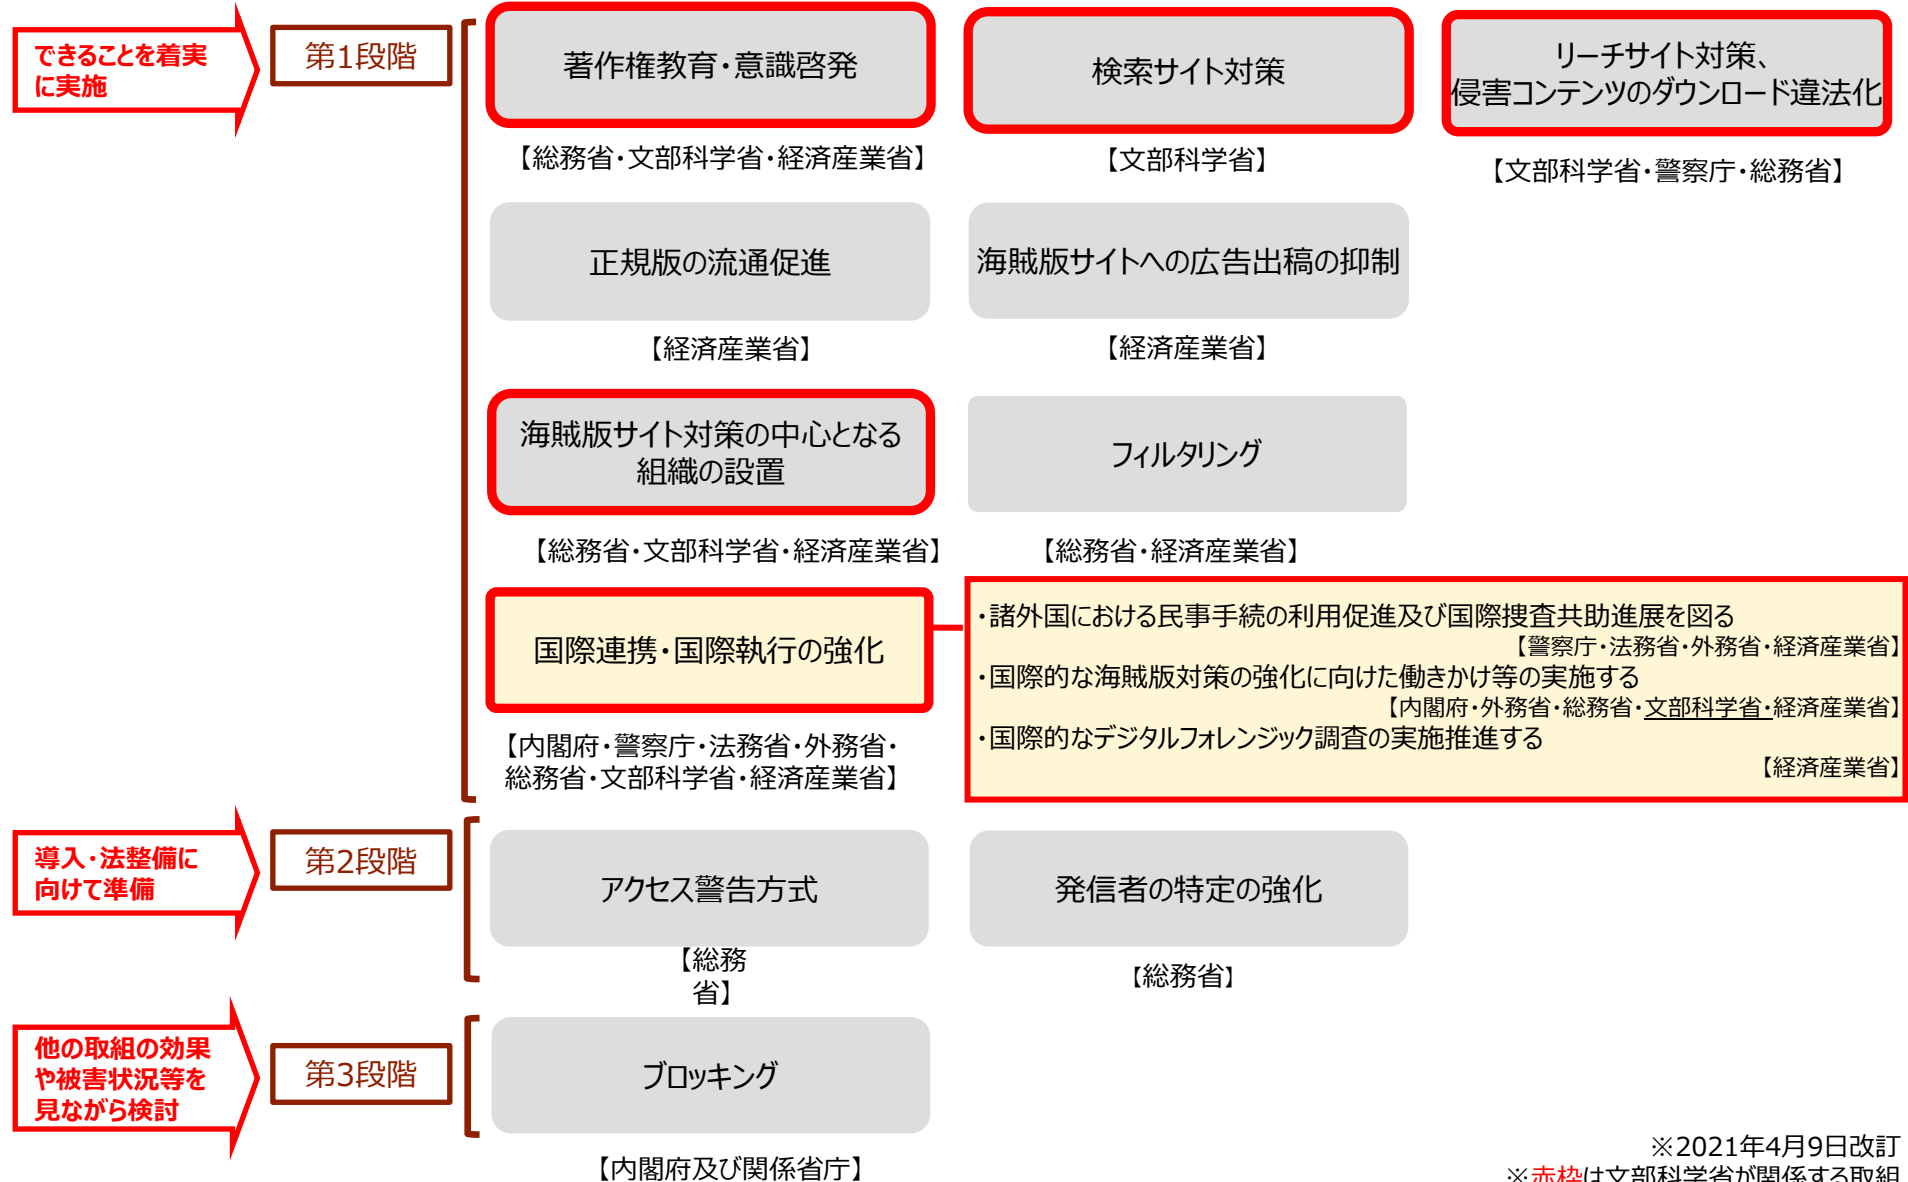 できることを着実
に実施
第1段階
著作権教育・意識啓発
検索サイト対策
リーチサイト対策、
侵害コンテンツのダウンロード違法化
【総務省・文部科学省・経済産業省】
【文部科学省】
【文部科学省・警察庁・総務省】
正規版の流通促進
海賊版サイトへの広告出稿の抑制
【経済産業省】
【経済産業省】
海賊版サイト対策の中心となる
組織の設置
フィルタリング
【総務省・文部科学省・経済産業省】
【総務省・経済産業省】
国際連携・国際執行の強化
【内閣府・警察庁・法務省・外務省・
総務省・文部科学省・経済産業省】
・諸外国における民事手続の利用促進及び国際捜査共助進展を図る
【警察庁・法務省・外務省・経済産業省】
・国際的な海賊版対策の強化に向けた働きかけ等の実施する
【内閣府・外務省・総務省・文部科学省・経済産業省】
・国際的なデジタルフォレンジック調査の実施推進する
【経済産業省】
導入・法整備に
向けて準備
第2段階
アクセス警告方式
発信者の特定の強化
【総務
省】
【総務省】
他の取組の効果
や被害状況等を
見ながら検討
第3段階
ブロッキング
【内閣府及び関係省庁】
※2021年4月9日改訂
※赤枠は文部科学省が関係する取組